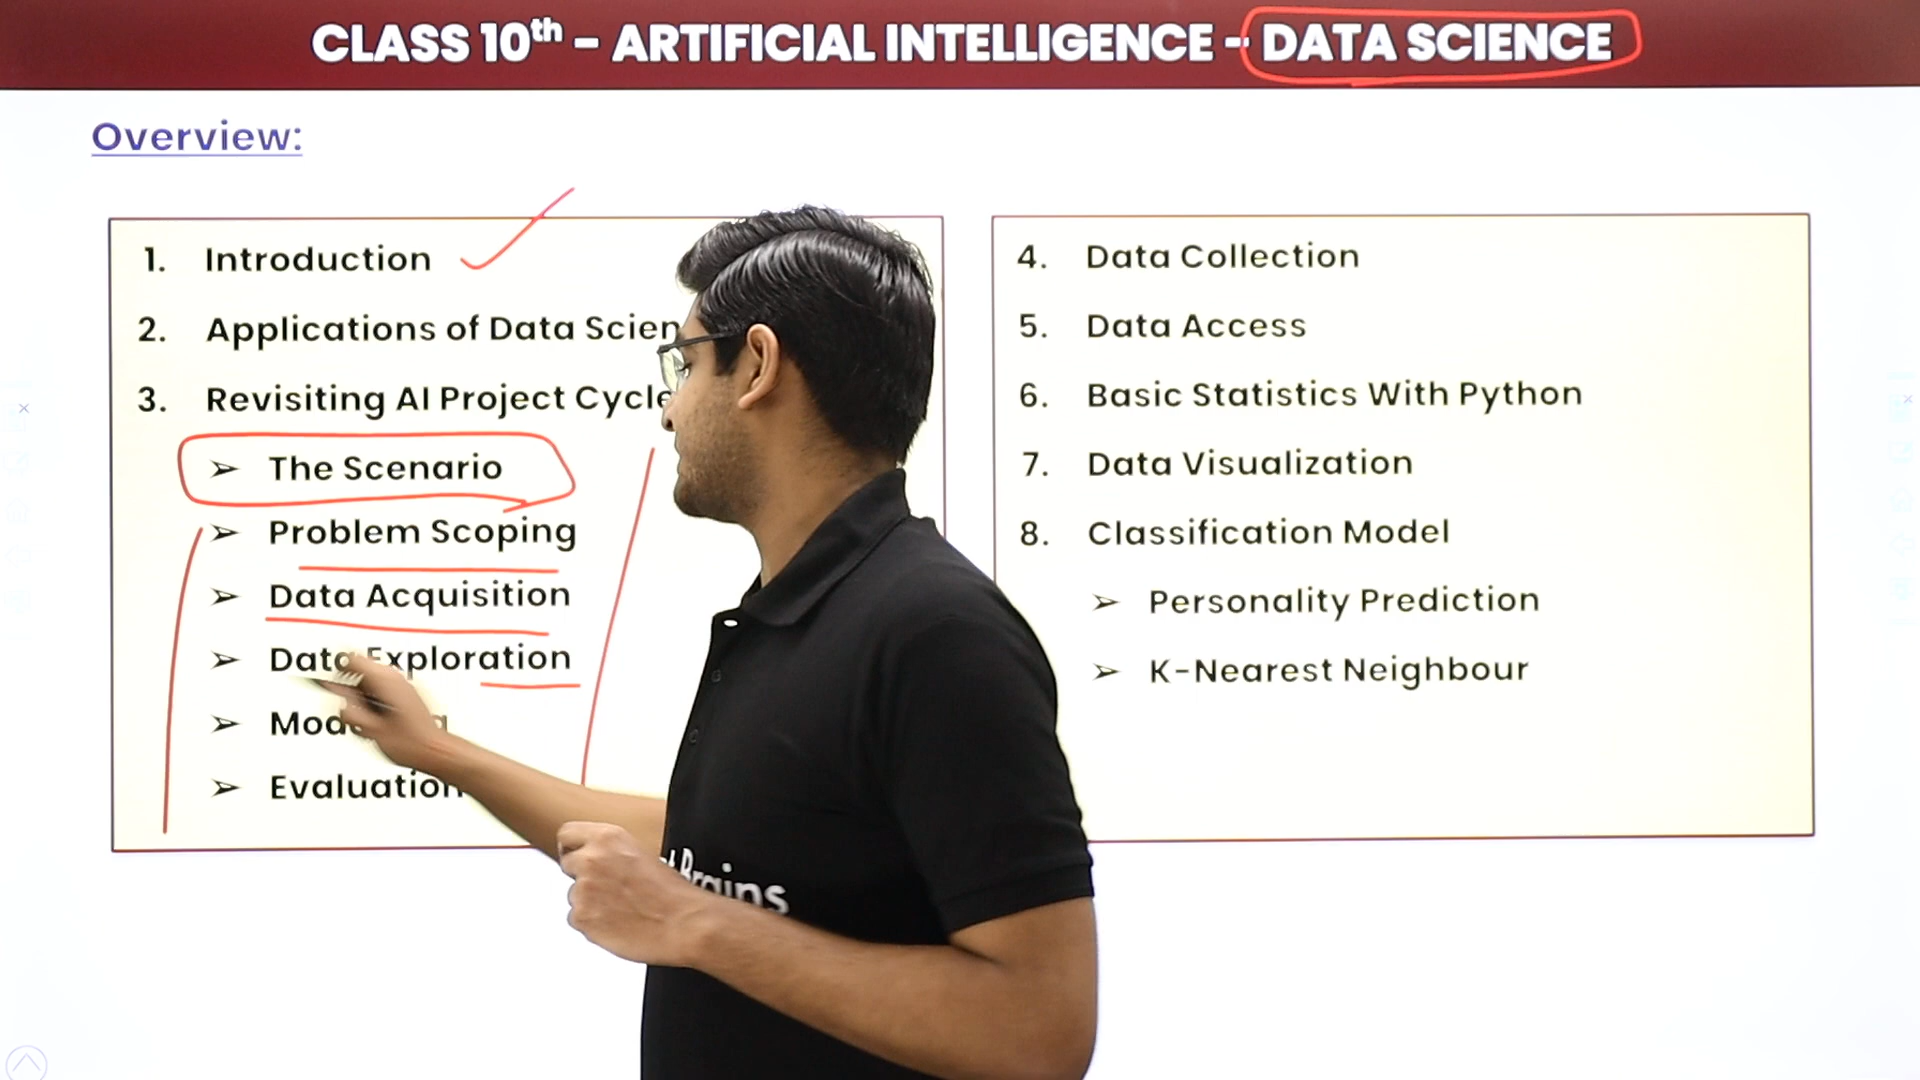 CLASS 10th - ARTIFICIAL INTELLIGENCE - DATA SCIENCE
Overview:
1. Introduction
2. Applications of Data Scien
3. Revisiting AI Project Cycle
➢ The Scenario
➢ Problem Scoping
➢ Data Acquisition
➢ Data Exploration
➢
➢ Evaluation
4. Data Collection
5. Data Access
6. Basic Statistics With Python
7. Data Visualization
8. Classification Model
➢ Personality Prediction
➢ K-Nearest Neighbour
Brains